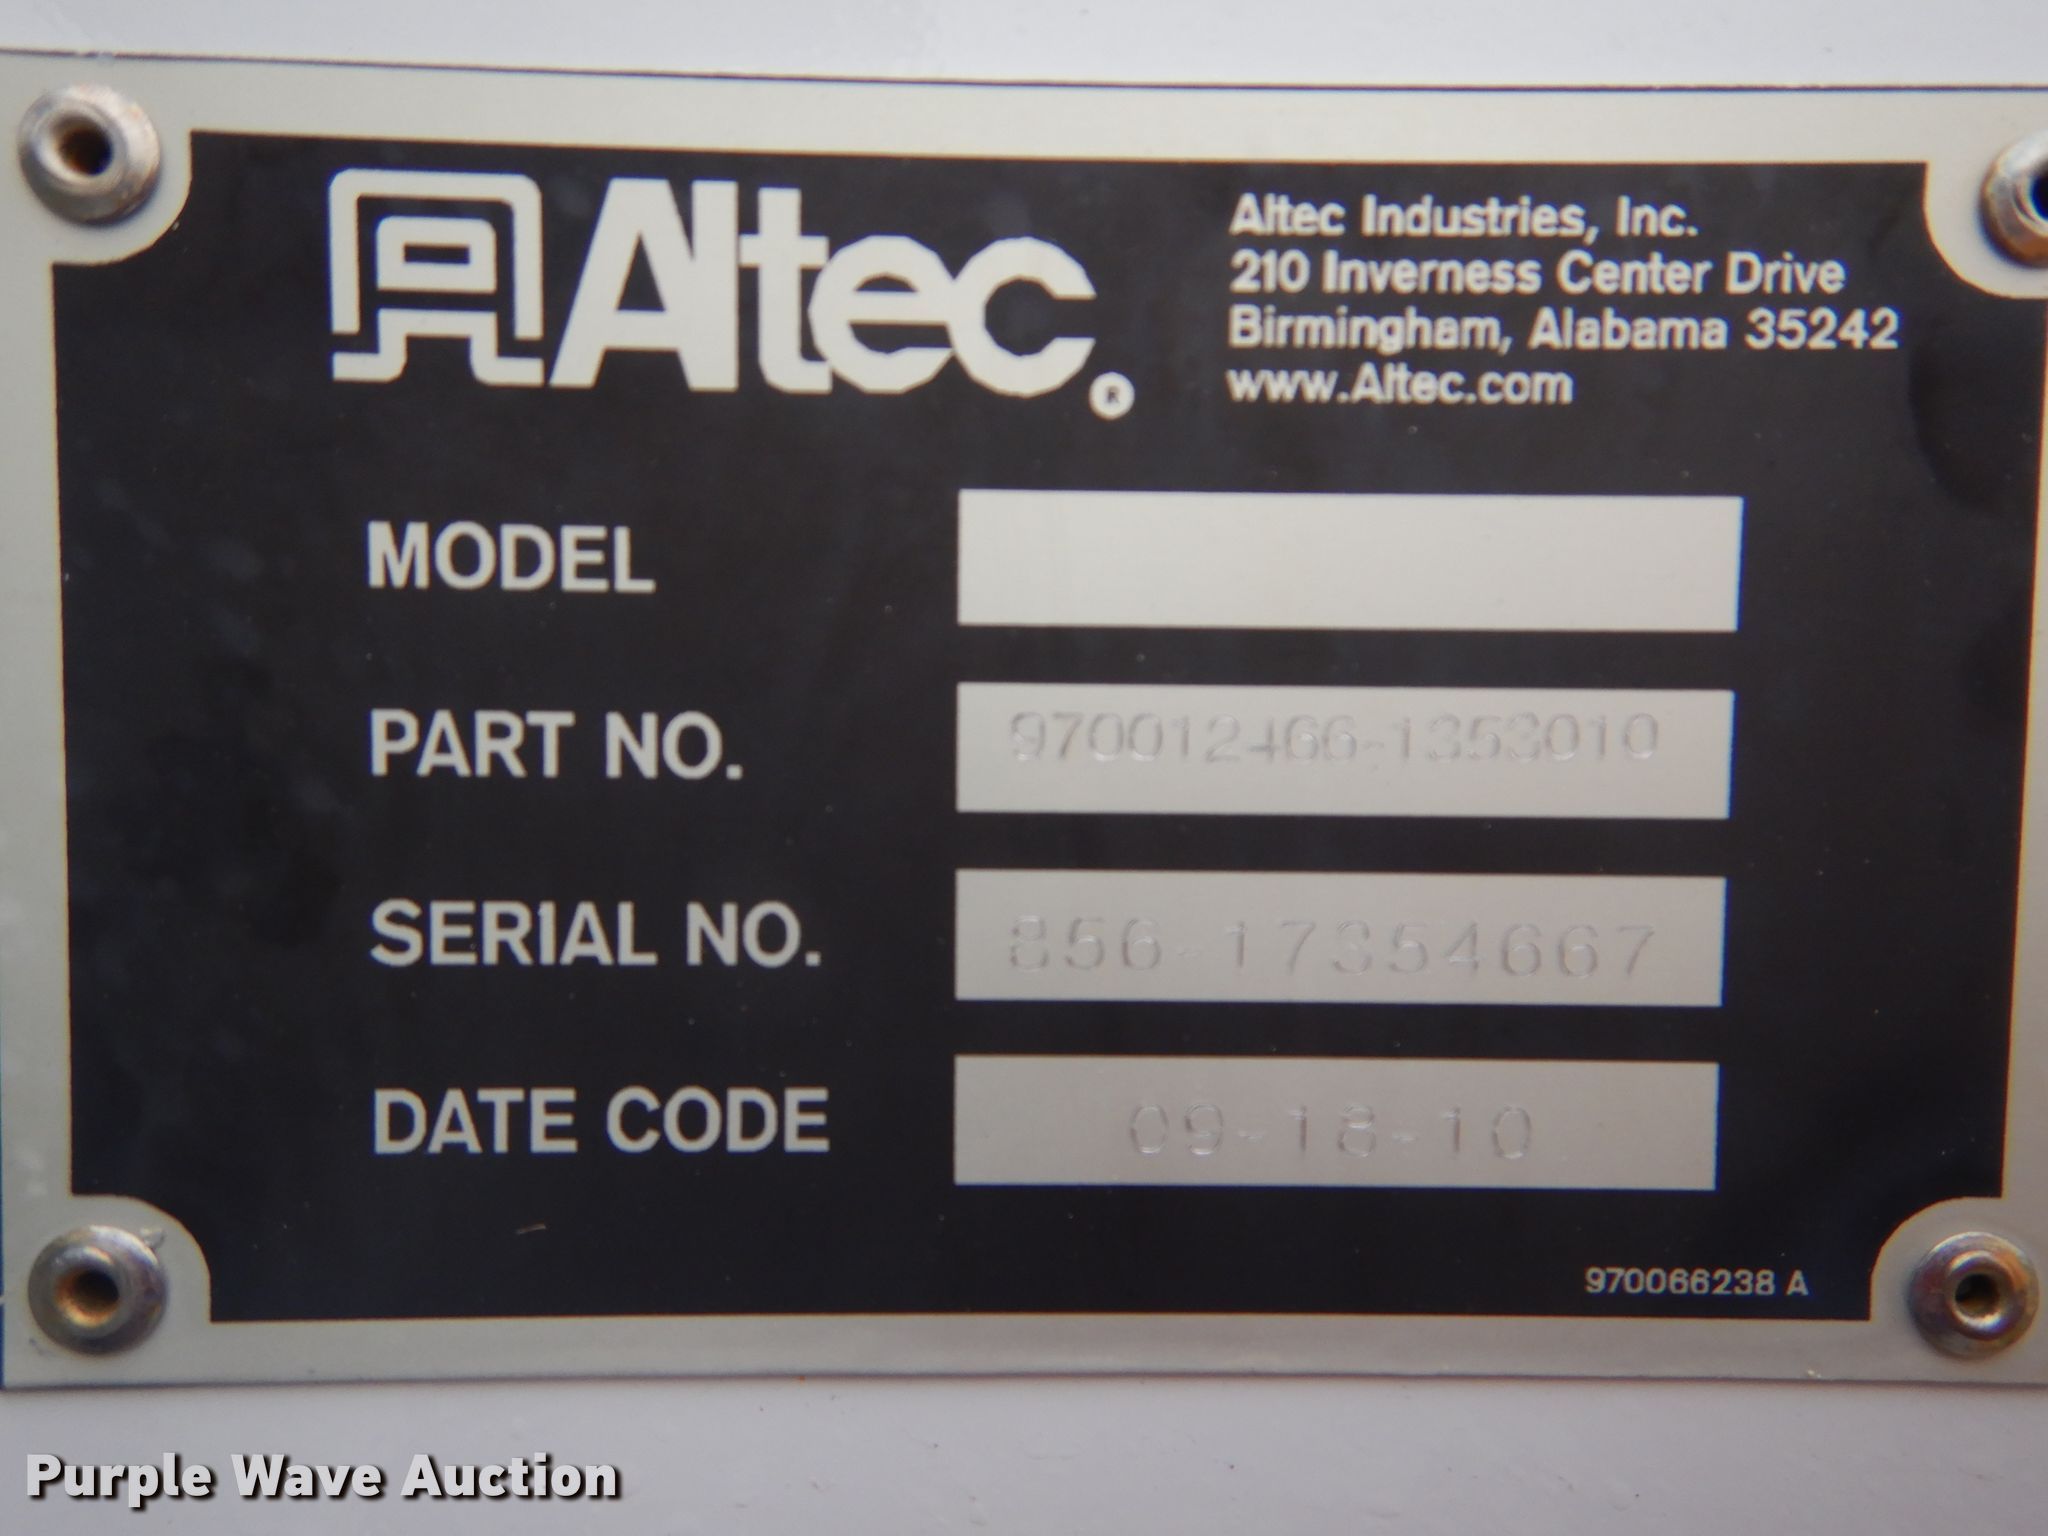 Altec®
Altec Industries, Inc.
210 Inverness Center Drive
Birmingham, Alabama 35242
www.Altec.com
MODEL
PART NO. 970012466-1353010
SERIAL NO. 856-17354667
DATE CODE 09-18-10
970066238 A
Purple Wave Auction